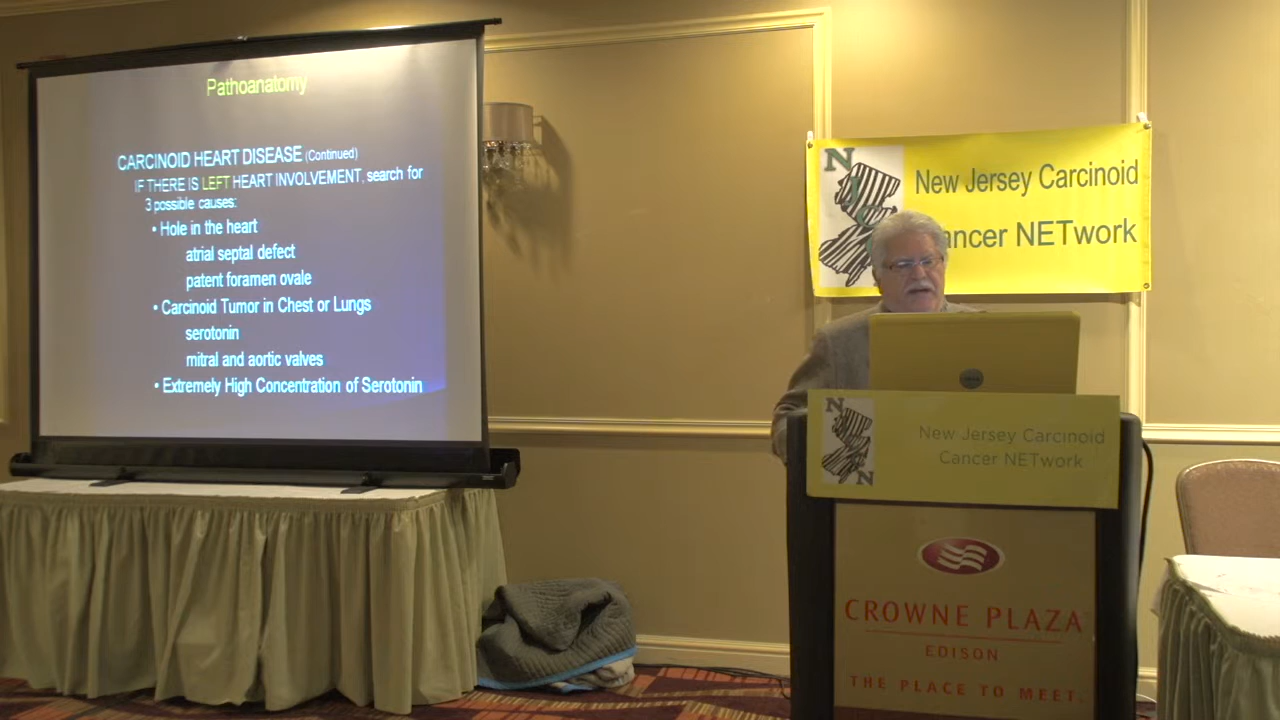 Pathoanatomy
CARCINOID HEART DISEASE (Continued)
IF THERE IS LEFT HEART INVOLVEMENT, search for
3 possible causes:
• Hole in the heart
atrial septal defect
patent foramen ovale
• Carcinoid Tumor in Chest or Lungs
serotonin
mitral and aortic valves
• Extremely High Concentration of Serotonin
N
New Jersey Carcinoid
ancer NETwork
N
New Jersey Carcinoid
Cancer NETwork
N
CROWNE PLAZA
EDISON
THE PLACE TO MEET.